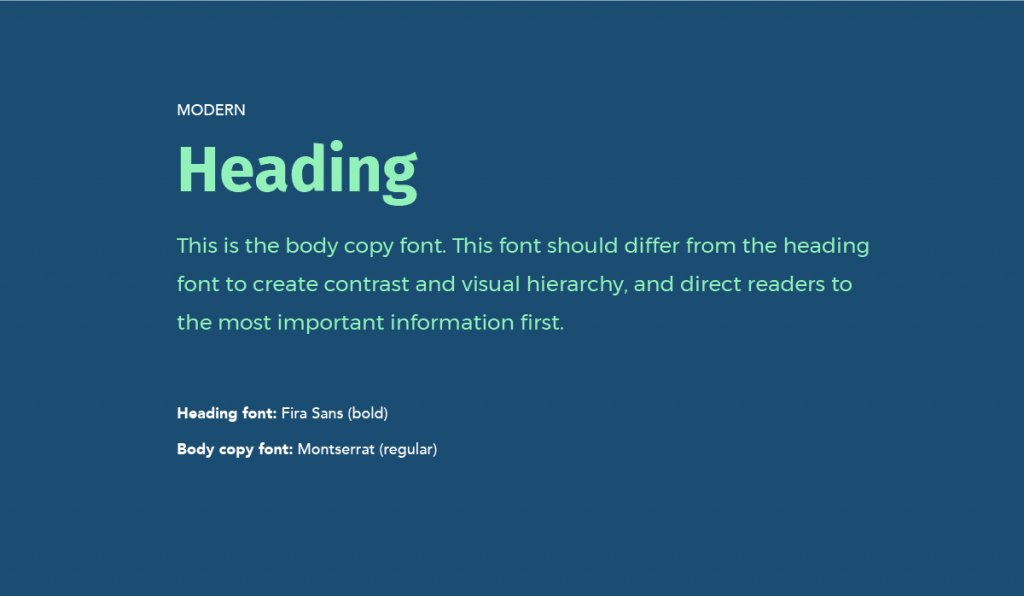 MODERN
Heading
This is the body copy font. This font should differ from the heading
font to create contrast and visual hierarchy, and direct readers to
the most important information first.
Heading font: Fira Sans (bold)
Body copy font: Montserrat (regular)